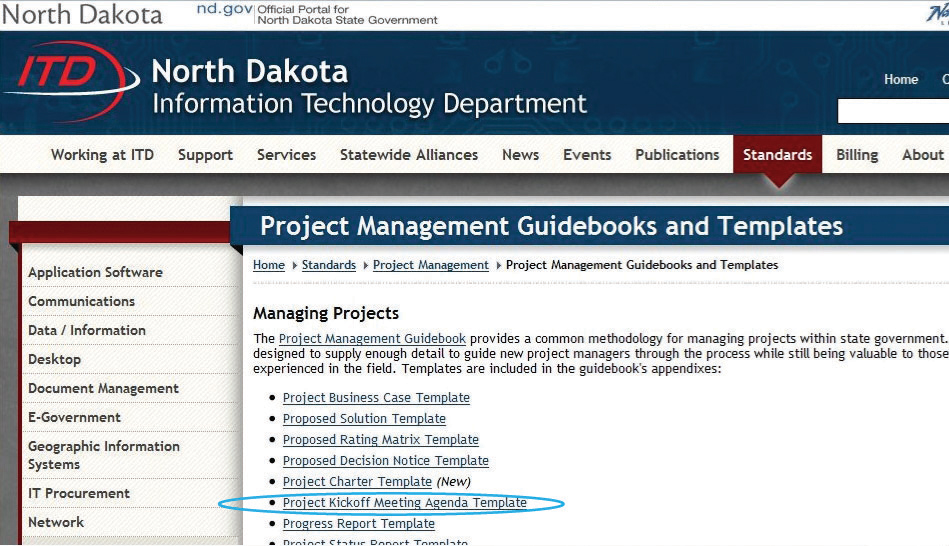 North Dakota
nd.gov Official Portal for
North Dakota State Government
ITD
North Dakota
Information Technology Department
Home
Working at ITD Support Services Statewide Alliances News Events Publications Standards Billing About
Project Management Guidebooks and Templates
Home Standards Project Management Project Management Guidebooks and Templates
Application Software
Communications
Data / Information
Desktop
Document Management
E-Government
Geographic Information
Systems
IT Procurement
Network
Managing Projects
The Project Management Guidebook provides a common methodology for managing projects within state government.
designed to supply enough detail to guide new project managers through the process while still being valuable to those
experienced in the field. Templates are included in the guidebook's appendixes:
• Project Business Case Template
• Proposed Solution Template
• Proposed Rating Matrix Template
• Proposed Decision Notice Template
• Project Charter Template (New)
• Project Kickoff Meeting Agenda Template
• Progress Report Template
• Project Status Report Template